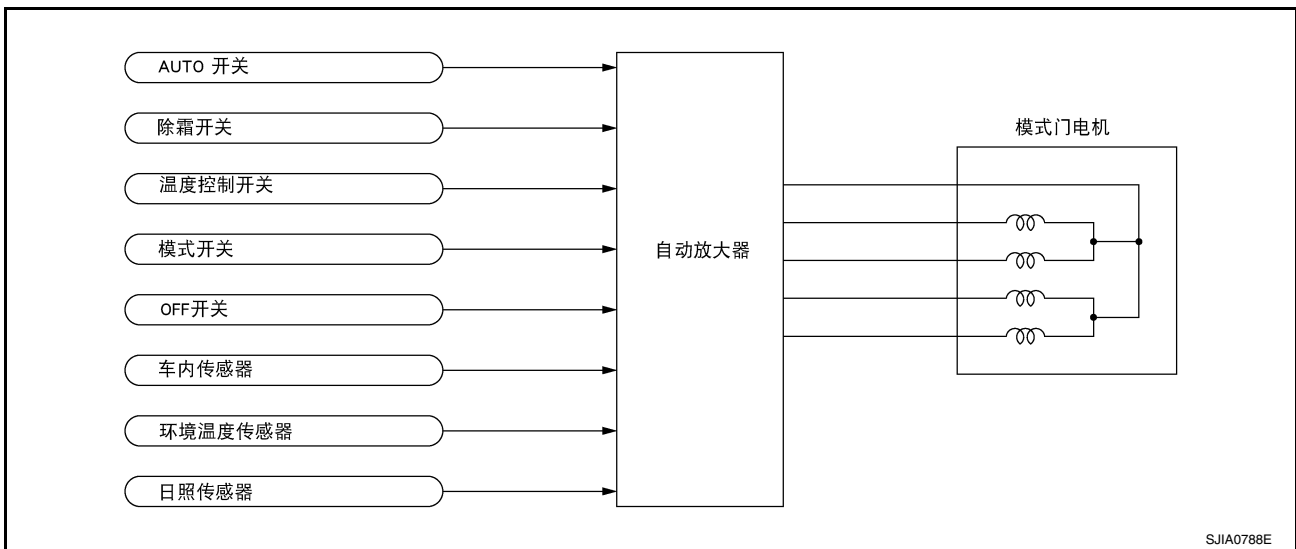 AUTO 开关
除霜开关
温度控制开关
模式开关
OFF开关
车内传感器
环境温度传感器
日照传感器
自动放大器
模式门电机
SJIA0788E